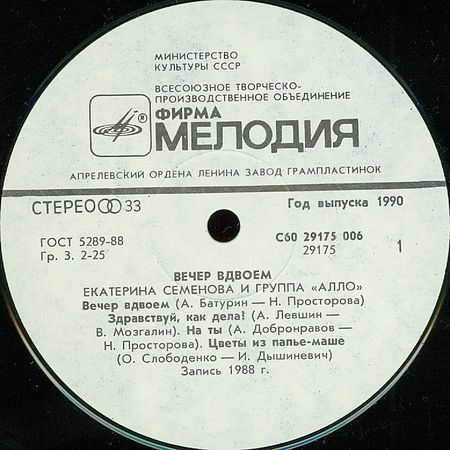 МИНИСТЕРСТВО
КУЛЬТУРЫ СССР
ВСЕСОЮЗНОЕ ТВОРЧЕСКО-
ПРОИЗВОДСТВЕННОЕ ОБЪЕДИНЕНИЕ
ФИРМА
® МЕЛОДИЯ
АПРЕЛЕВСКИЙ ОРДЕНА ЛЕНИНА ЗАВОД ГРАМПЛАСТИНОК
СТЕРЕО 33
Год выпуска 1990
ГОСТ 5289-88
Гр. 3. 2-25
С60 29175 006
29175
1
ВЕЧЕР ВДВОЕМ
ЕКАТЕРИНА СЕМЕНОВА И ГРУППА «АЛЛО»
Вечер вдвоем (А. Батурин — Н. Просторова)
Здравствуй, как дела! (А. Левшин —
В. Мозгалин). На ты (А. Добронравов —
Н. Просторова). Цветы из папье-маше
(О. Слободенко — И. Дышиневич)
Запись 1988 г.